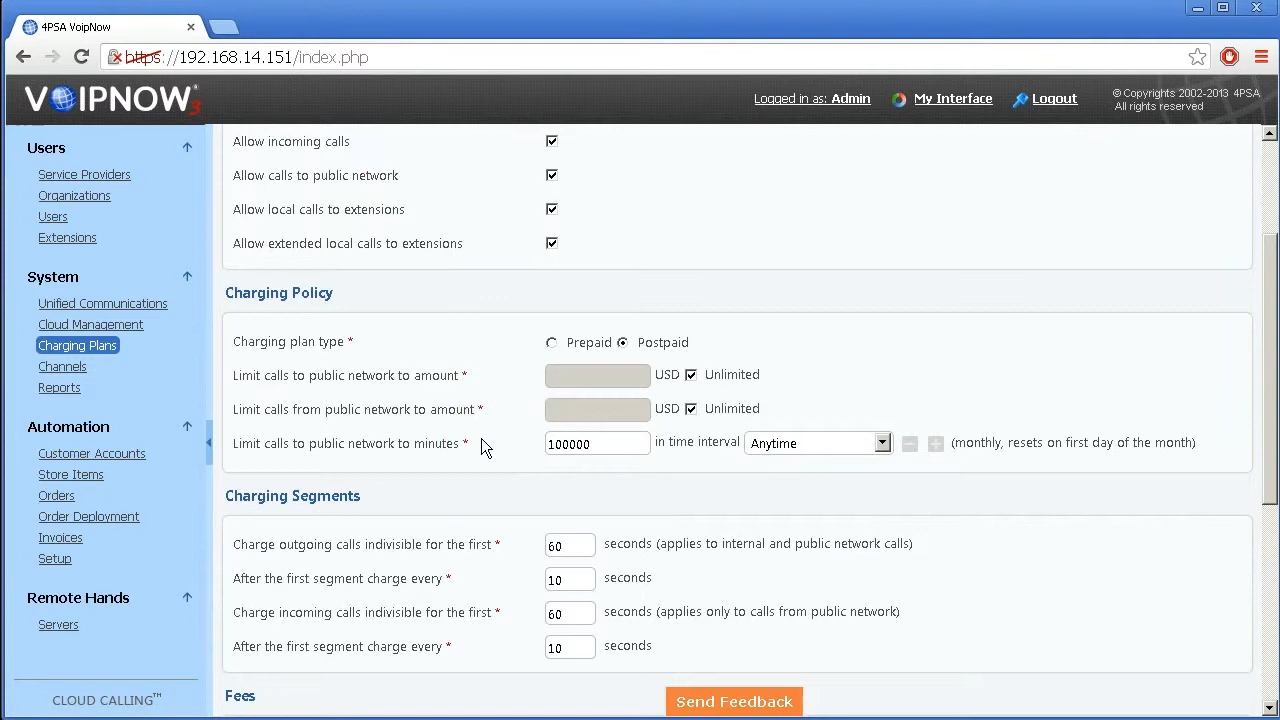 4PSA VoipNow
https://192.168.14.151/index.php
VOIPNOW 3
Logged in as: Admin
My Interface
Logout
© Copyrights 2002-2013 4PSA.
All rights reserved
Users
Service Providers
Organizations
Users
Extensions
System
Unified Communications
Cloud Management
Charging Plans
Channels
Reports
Automation
Customer Accounts
Store Items
Orders
Order Deployment
Invoices
Setup
Remote Hands
Servers
CLOUD CALLING™
Allow incoming calls
Allow calls to public network
Allow local calls to extensions
Allow extended local calls to extensions
Charging Policy
Charging plan type * Prepaid Postpaid
Limit calls to public network to amount * USD Unlimited
Limit calls from public network to amount * USD Unlimited
Limit calls to public network to minutes * 100000 in time interval Anytime (monthly, resets on first day of the month)
Charging Segments
Charge outgoing calls indivisible for the first * 60 seconds (applies to internal and public network calls)
After the first segment charge every * 10 seconds
Charge incoming calls indivisible for the first * 60 seconds (applies only to calls from public network)
After the first segment charge every * 10 seconds
Fees
Send Feedback